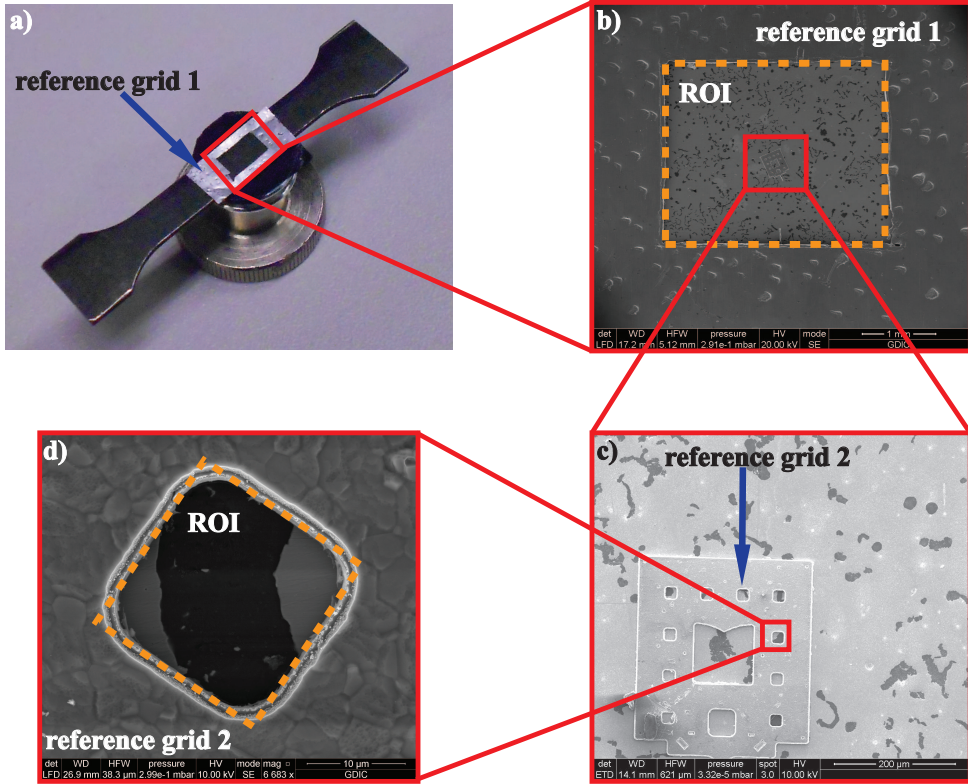 a)
reference grid 1
b)
reference grid 1
ROI
det WD HFW pressure HV mode
LFD 17.2 mm 5.12 mm 2.91e-1 mbar 20.00 kV SE
1 mm
GDIC
d)
ROI
reference grid 2
det WD HFW pressure HV mode mag □
LFD 26.9 mm 38.3 µm 2.99e-1 mbar 10.00 kV SE 6 683 x
10 µm
GDIC
c)
reference grid 2
det WD HFW pressure spot HV
ETD 14.1 mm 621 µm 3.32e-5 mbar 3.0 10.00 kV
200 µm
GDIC